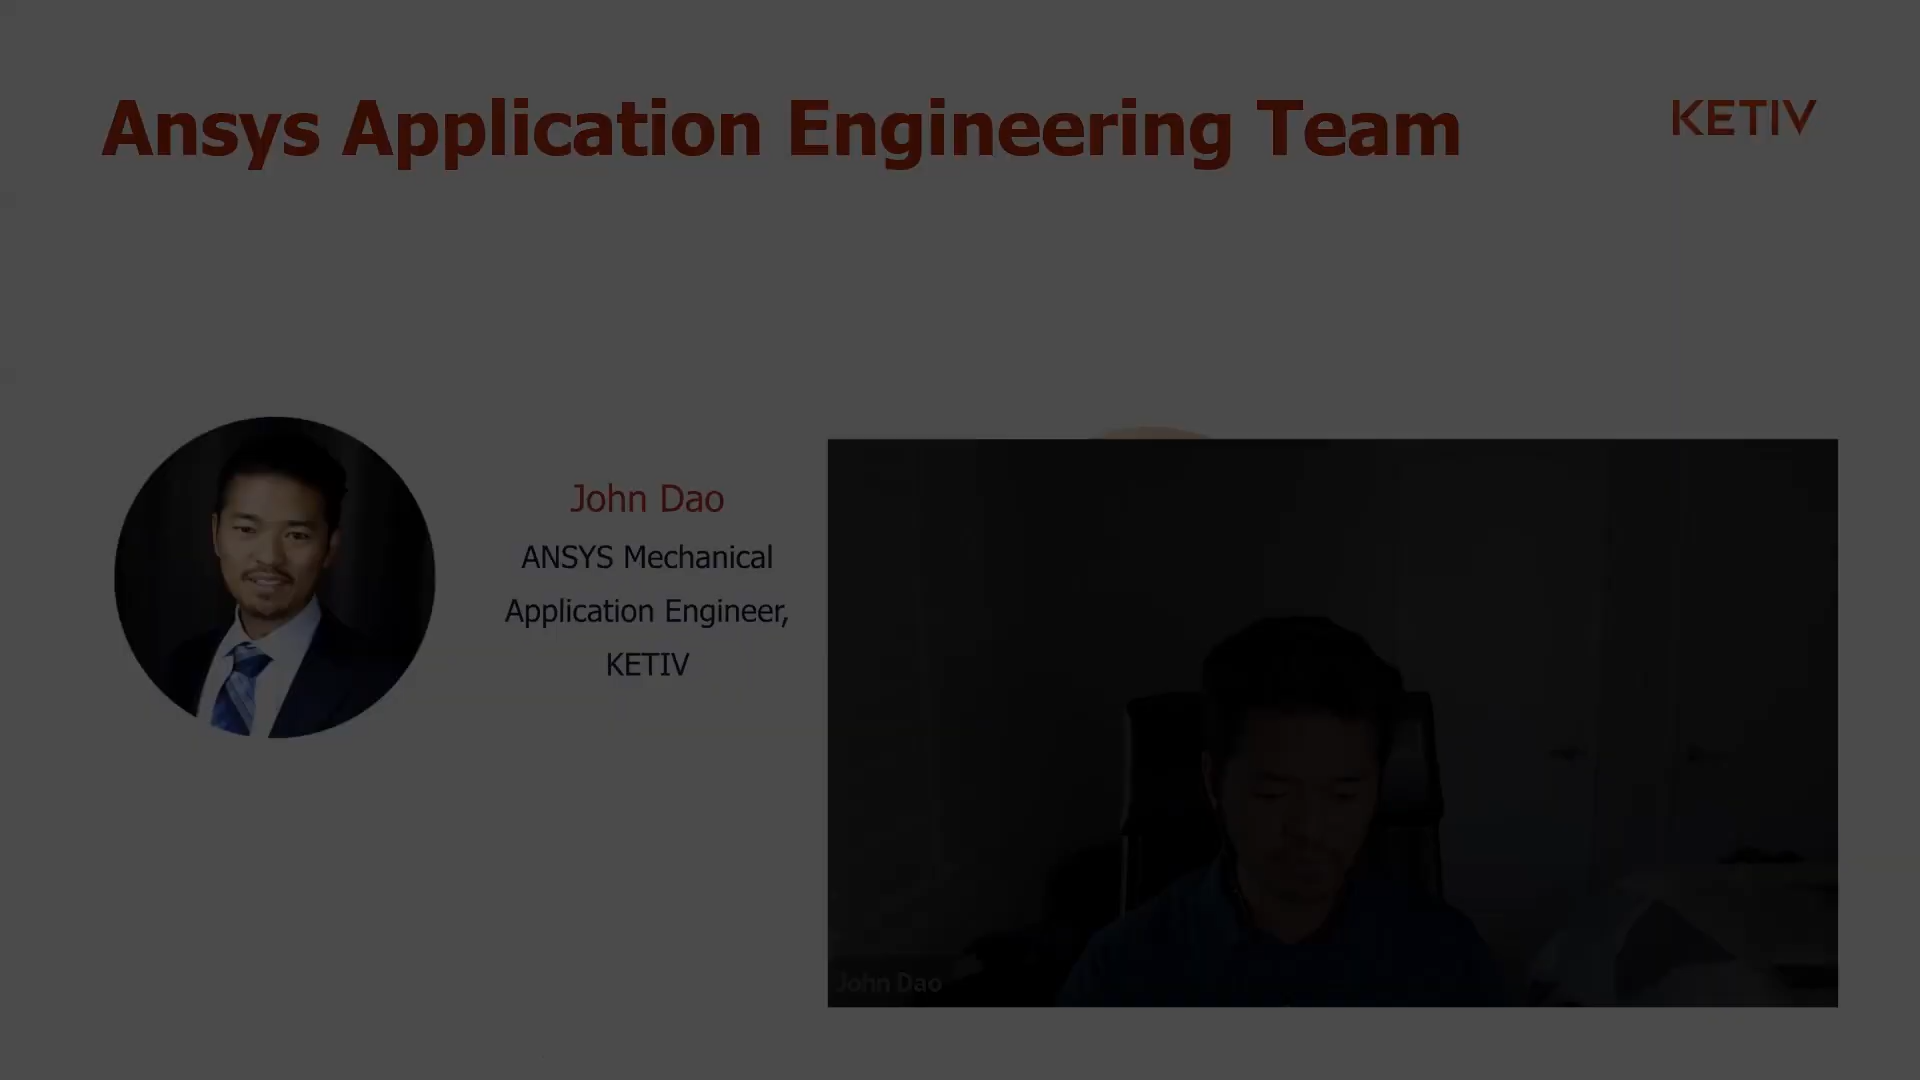 Ansys Application Engineering Team
KETIV
John Dao
ANSYS Mechanical
Application Engineer,
KETIV
John Dao